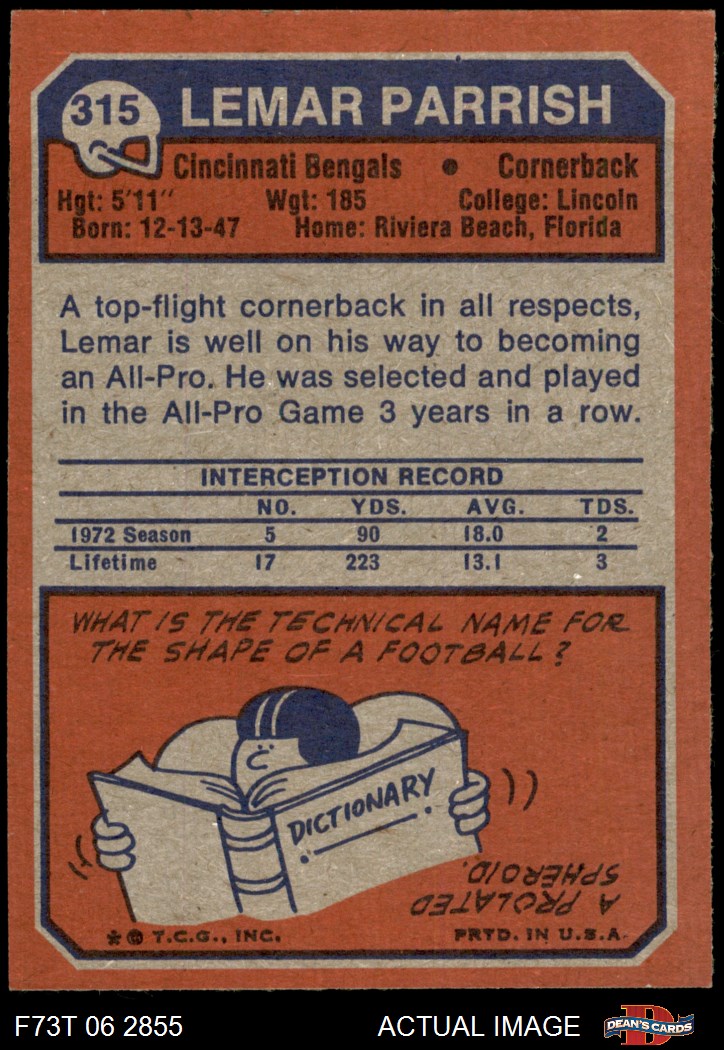 315 LEMAR PARRISH
Cincinnati Bengals • Cornerback
Hgt: 5'11" Wgt: 185 College: Lincoln
Born: 12-13-47 Home: Riviera Beach, Florida
A top-flight cornerback in all respects,
Lemar is well on his way to becoming
an All-Pro. He was selected and played
in the All-Pro Game 3 years in a row.
INTERCEPTION RECORD
NO. YDS. AVG. TDS.
1972 Season 5 90 18.0 2
Lifetime 17 223 13.1 3
WHAT IS THE TECHNICAL NAME FOR
THE SHAPE OF A FOOTBALL?
DICTIONARY
A PROLATED
SPHEROID.
* © T.C.G., INC. PRTD. IN U.S.A.
F73T 06 2855 ACTUAL IMAGE D DEAN'S CARDS